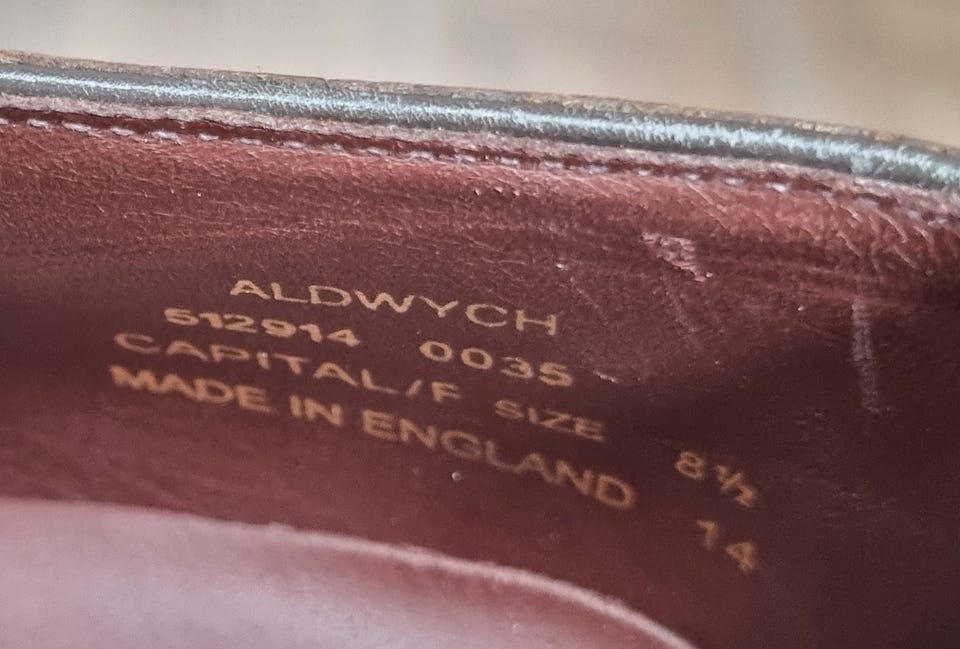 ALDWYCH
512914 0035
CAPITAL/F SIZE 8½
MADE IN ENGLAND 14